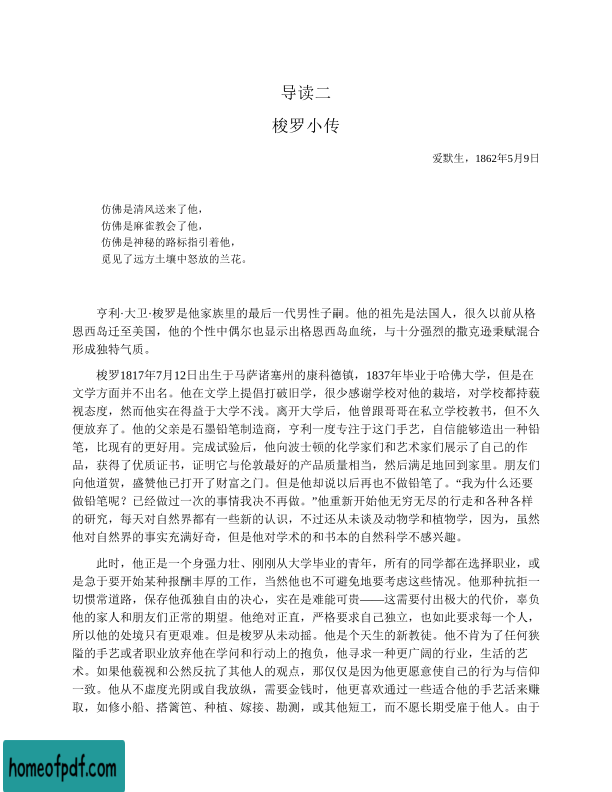 导读二
梭罗小传
爱默生，1862年5月9日
仿佛是清风送来了他，
仿佛是麻雀教会了他，
仿佛是神秘的路标指引着他，
觅见了远方土壤中怒放的兰花。
亨利·大卫·梭罗是他家族里的最后一代男性子嗣。他的祖先是法国人，很久以前从格
恩西岛迁至美国，他的个性中偶尔也显示出格恩西岛血统，与十分强烈的撒克逊秉赋混合
形成独特气质。
梭罗1817年7月12日出生于马萨诸塞州的康科德镇，1837年毕业于哈佛大学，但是在
文学方面并不出名。他在文学上提倡打破旧学，很少感谢学校对他的栽培，对学校都持藐
视态度，然而他实在得益于大学不浅。离开大学后，他曾跟哥哥在私立学校教书，但不久
便放弃了。他的父亲是石墨铅笔制造商，亨利一度专注于这门手艺，自信能够造出一种铅
笔，比现有的更好用。完成试验后，他向波士顿的化学家们和艺术家们展示了自己的作
品，获得了优质证书，证明它与伦敦最好的产品质量相当，然后满足地回到家里。朋友们
向他道贺，盛赞他已打开了财富之门。但是他却说以后再也不做铅笔了。“我为什么还要
做铅笔呢？已经做过一次的事情我决不再做。”他重新开始他无穷无尽的行走和各种各样
的研究，每天对自然界都有一些新的认识，不过还从未谈及动物学和植物学，因为，虽然
他对自然界的事实充满好奇，但是他对学术的和书本的自然科学不感兴趣。
此时，他正是一个身强力壮、刚刚从大学毕业的青年，所有的同学都在选择职业，或
是急于要开始某种报酬丰厚的工作，当然他也不可避免地要考虑这些情况。他那种抗拒一
切惯常道路，保存他孤独自由的决心，实在是难能可贵——这需要付出极大的代价，辜负
他的家人和朋友们正常的期望。他绝对正直，严格要求自己独立，也如此要求每一个人，
所以他的处境只有更艰难。但是梭罗从未动摇。他是个天生的新教徒。他不肯为了任何狭
隘的手艺或者职业放弃他在学问和行动上的抱负，他寻求一种更广阔的行业，生活的艺
术。如果他藐视和公然反抗了其他人的观点，那仅仅是因为他更愿意使自己的行为与信仰
一致。他从不虚度光阴或自我放纵，需要金钱时，他更喜欢通过一些适合他的手艺活来赚
取，如修小船、搭篱笆、种植、嫁接、勘测，或其他短工，而不愿长期受雇于他人。由于
homeofpdf.com